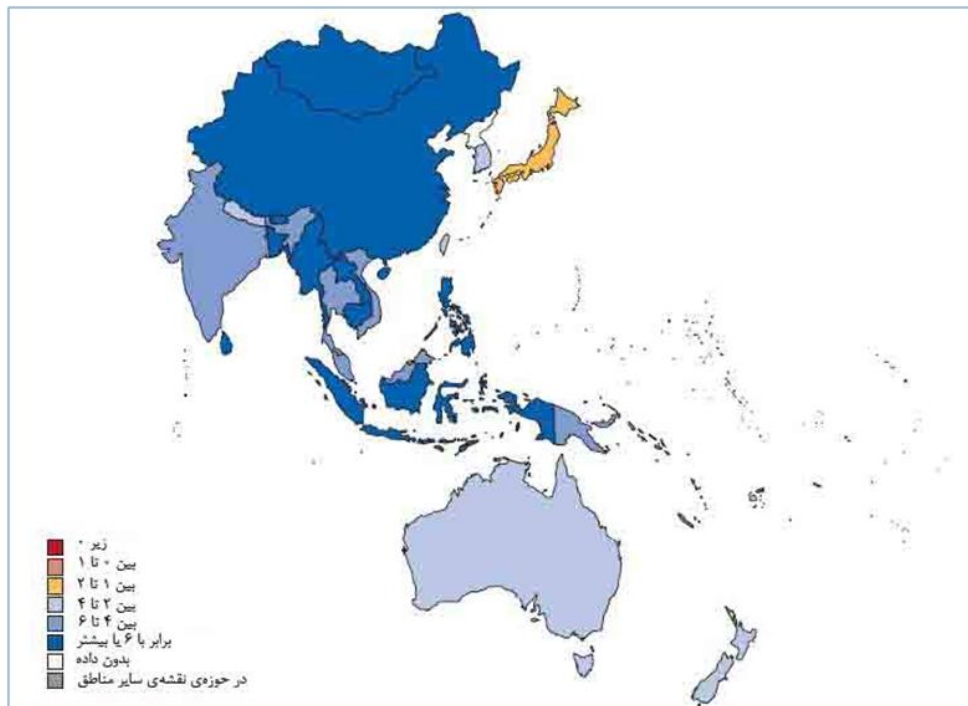 زیر ۰
بین ۰ تا ۱
بین ۱ تا ۲
بین ۲ تا ۴
بین ۴ تا ۶
برابر با ۶ یا بیشتر
بدون داده
در حوزه‌ی نقشه‌ی سایر مناطق